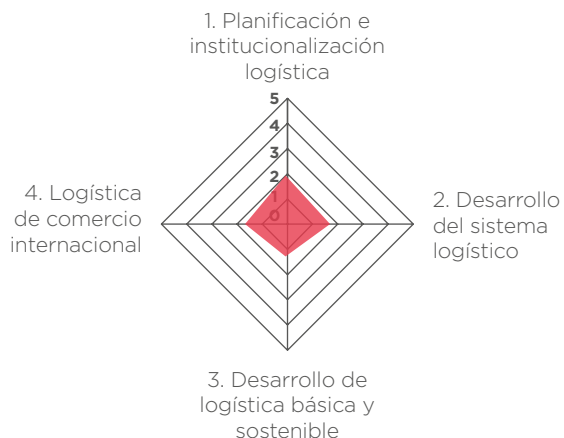 1. Planificación e
institucionalización
logística
5
4
3
2
1
0
4. Logística
de comercio
internacional
2. Desarrollo
del sistema
logístico
3. Desarrollo de
logística básica y
sostenible